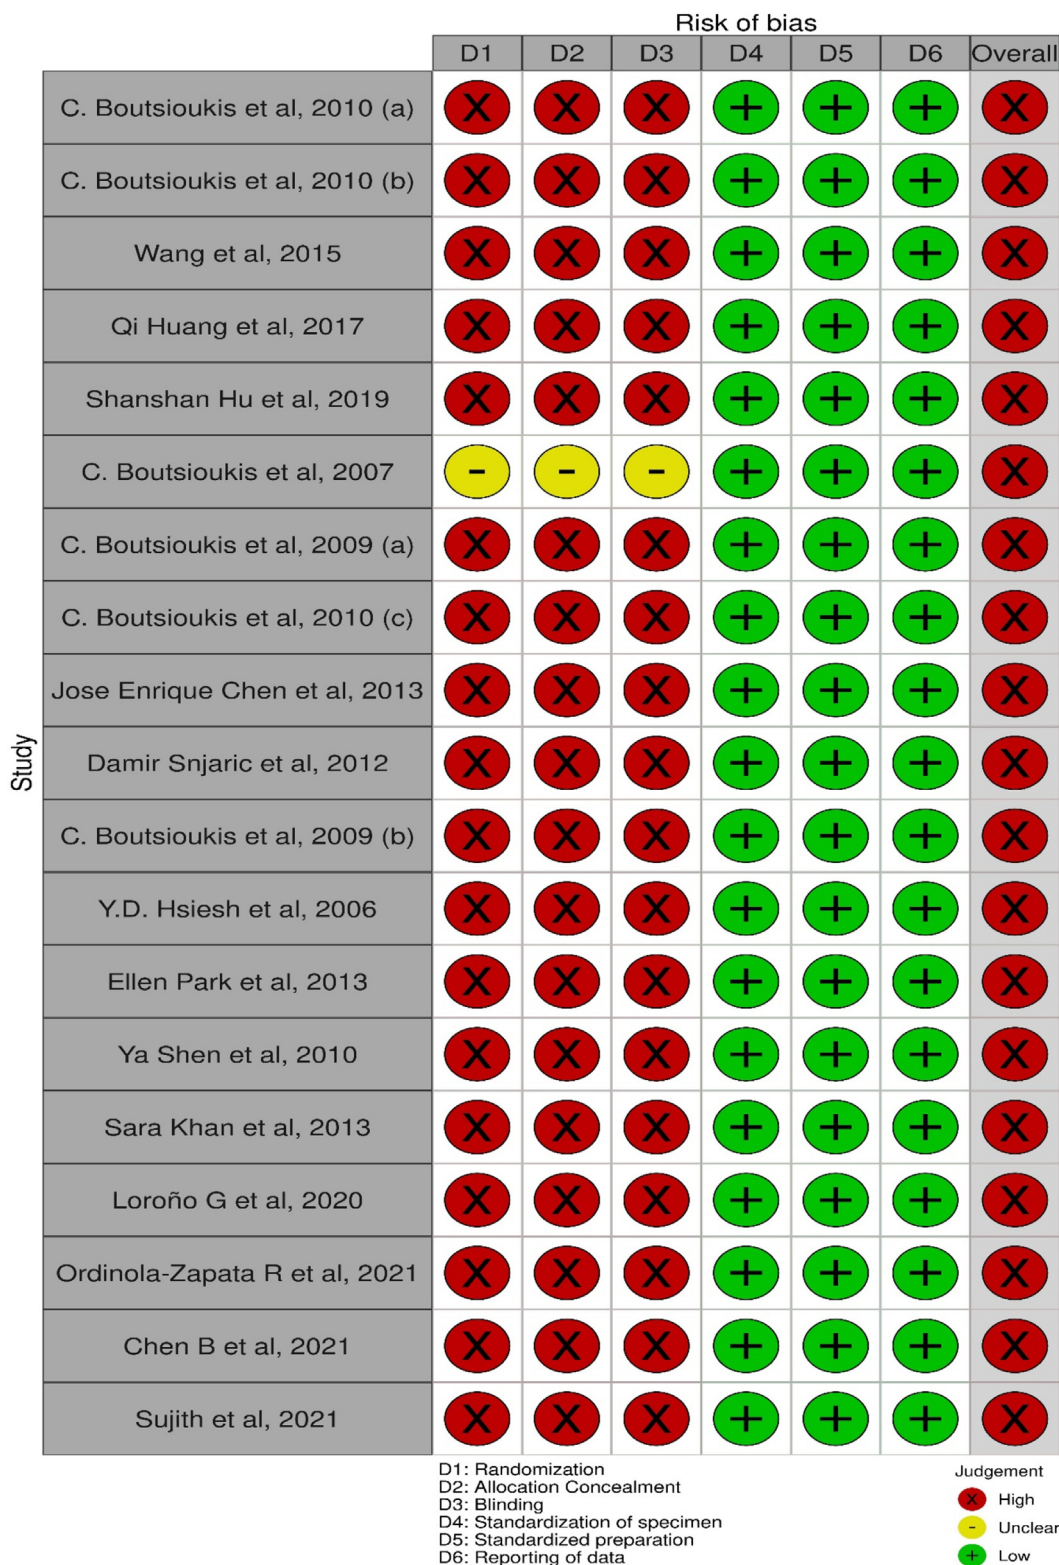 Risk of bias
D1 D2 D3 D4 D5 D6 Overall
C. Boutsioukis et al, 2010 (a) X X X + + + X
C. Boutsioukis et al, 2010 (b) X X X + + + X
Wang et al, 2015 X X X + + + X
Qi Huang et al, 2017 X X X + + + X
Shanshan Hu et al, 2019 X X X + + + X
C. Boutsioukis et al, 2007 - - - + + + X
C. Boutsioukis et al, 2009 (a) X X X + + + X
C. Boutsioukis et al, 2010 (c) X X X + + + X
Jose Enrique Chen et al, 2013 X X X + + + X
Study
Damir Snjaric et al, 2012 X X X + + + X
C. Boutsioukis et al, 2009 (b) X X X + + + X
Y.D. Hsiesh et al, 2006 X X X + + + X
Ellen Park et al, 2013 X X X + + + X
Ya Shen et al, 2010 X X X + + + X
Sara Khan et al, 2013 X X X + + + X
Loroño G et al, 2020 X X X + + + X
Ordinola-Zapata R et al, 2021 X X X + + + X
Chen B et al, 2021 X X X + + + X
Sujith et al, 2021 X X X + + + X
D1: Randomization
D2: Allocation Concealment
D3: Blinding
D4: Standardization of specimen
D5: Standardized preparation
D6: Reporting of data
Judgement
X High
- Unclear
+ Low